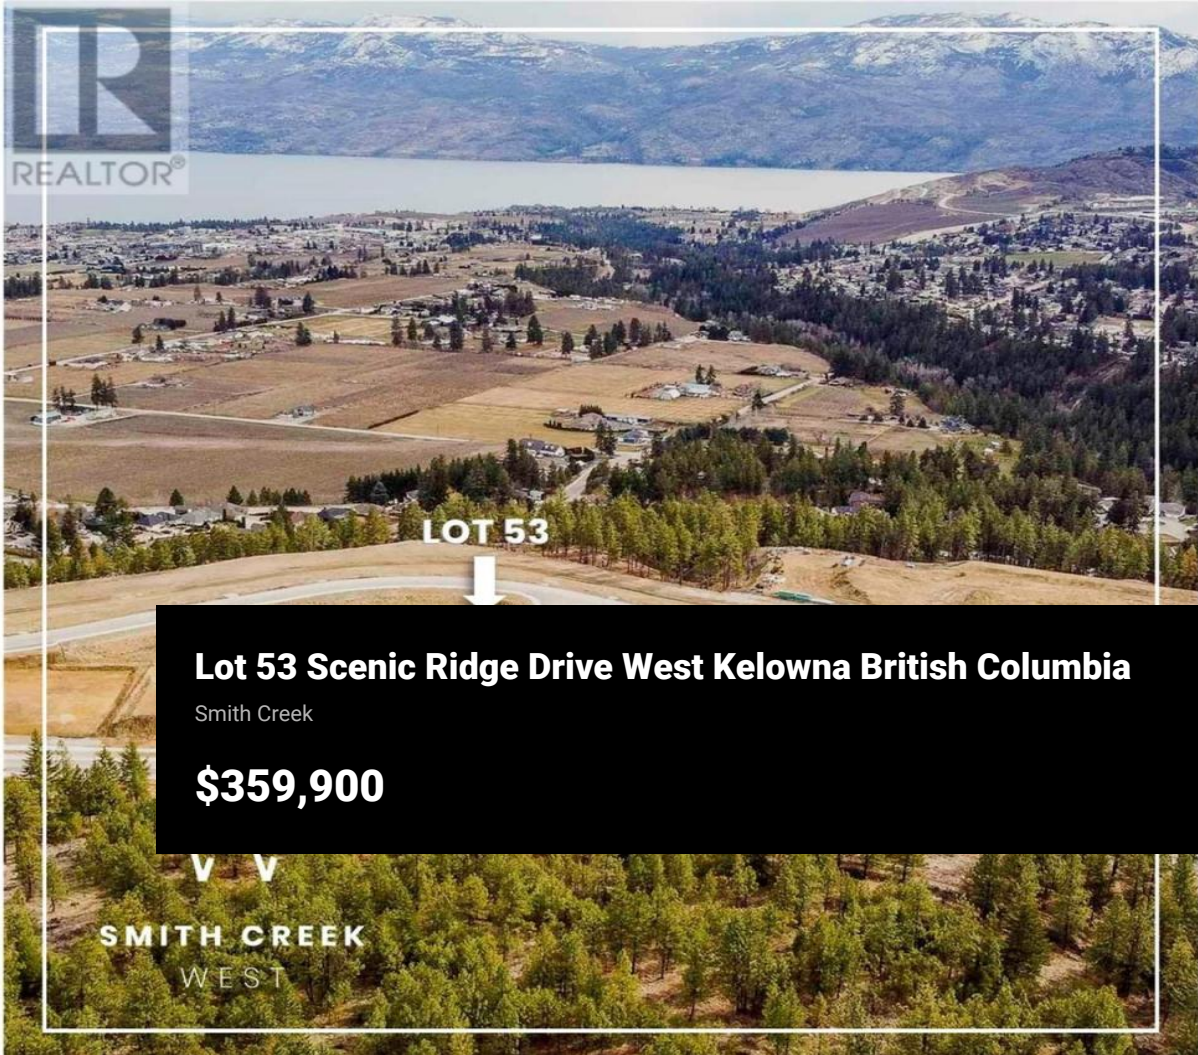 REALTOR®
LOT 53
Lot 53 Scenic Ridge Drive West Kelowna British Columbia
Smith Creek
$359,900
SMITH CREEK
WEST